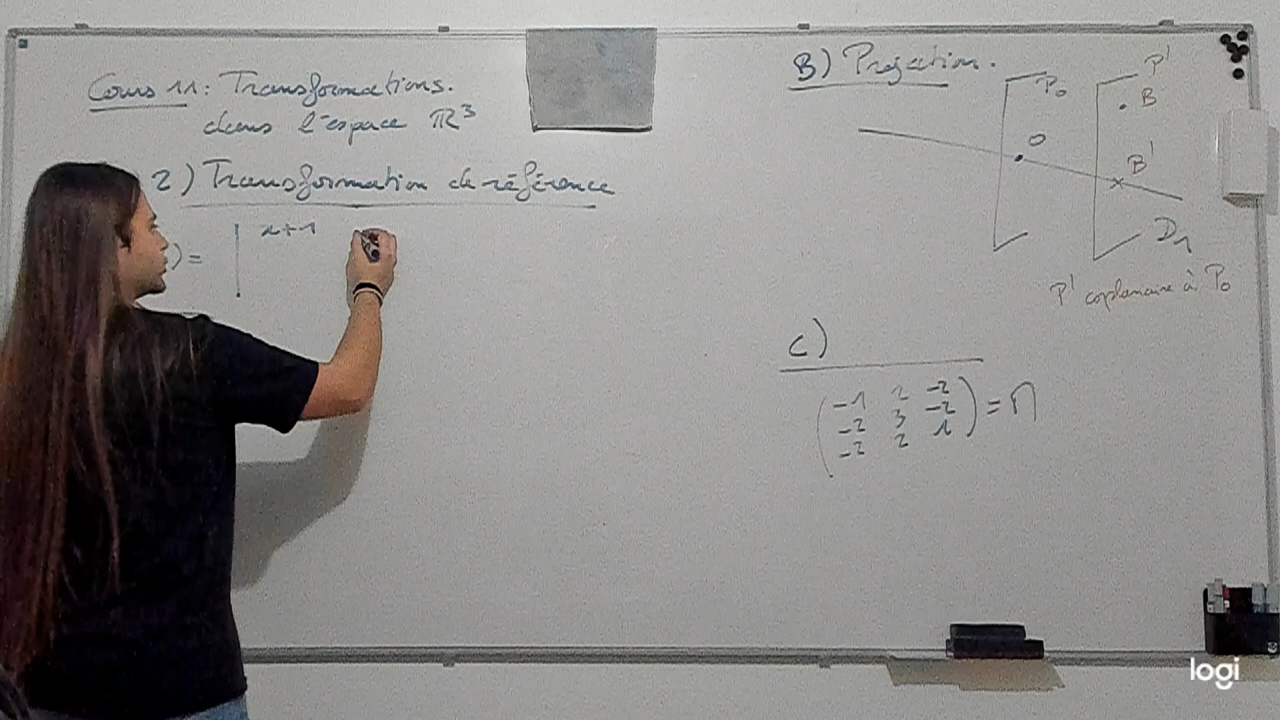 Cours 11: Transformations.
dans l'espace ℝ³
2) Transformation de référence
)= | x+1
B) Projection.
P₀
P'
B
O
B'
D₁
P' coplanaire à P₀
C)
-1 2 -2
-2 3 -2
-2 2 1
= M
logi